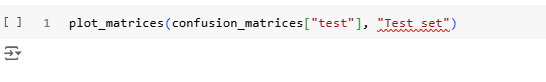 [ ] 1 plot_matrices(confusion_matrices["test"], "Test set")